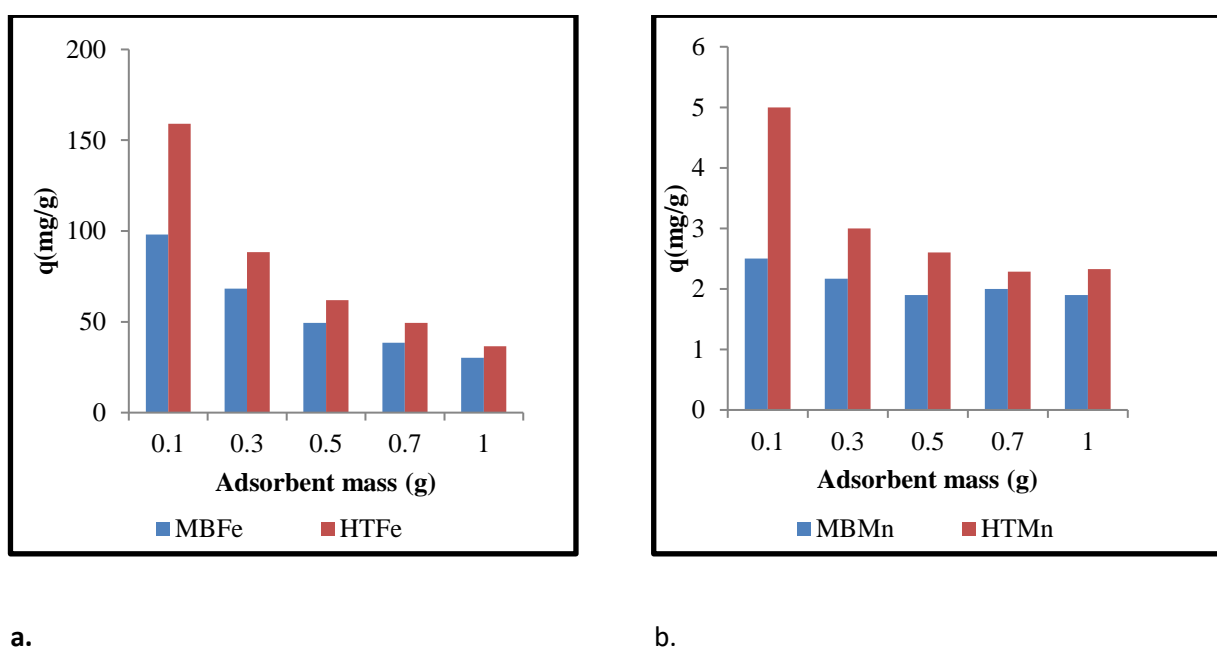 200
150
100
50
0
q(mg/g)
0.1 0.3 0.5 0.7 1
Adsorbent mass (g)
MBFe HTFe
6
5
4
3
2
1
0
q(mg/g)
0.1 0.3 0.5 0.7 1
Adsorbent mass (g)
MBMn HTMn
a. b.